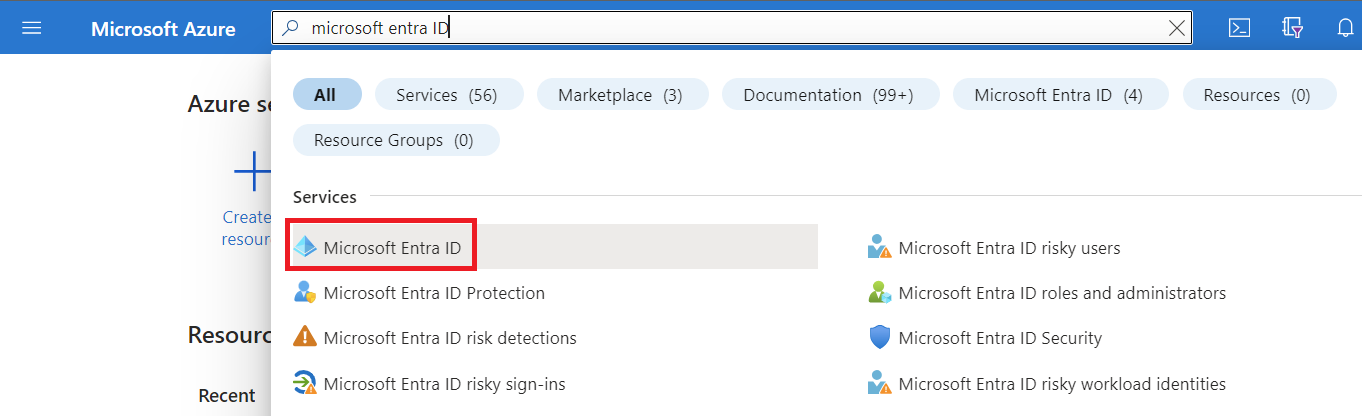 Microsoft Azure
microsoft entra ID
All
Services (56)
Marketplace (3)
Documentation (99+)
Microsoft Entra ID (4)
Resources (0)
Resource Groups (0)
Azure se
Create
resour
Resourc
Recent
Services
Microsoft Entra ID
Microsoft Entra ID risky users
Microsoft Entra ID Protection
Microsoft Entra ID roles and administrators
Microsoft Entra ID risk detections
Microsoft Entra ID Security
Microsoft Entra ID risky sign-ins
Microsoft Entra ID risky workload identities